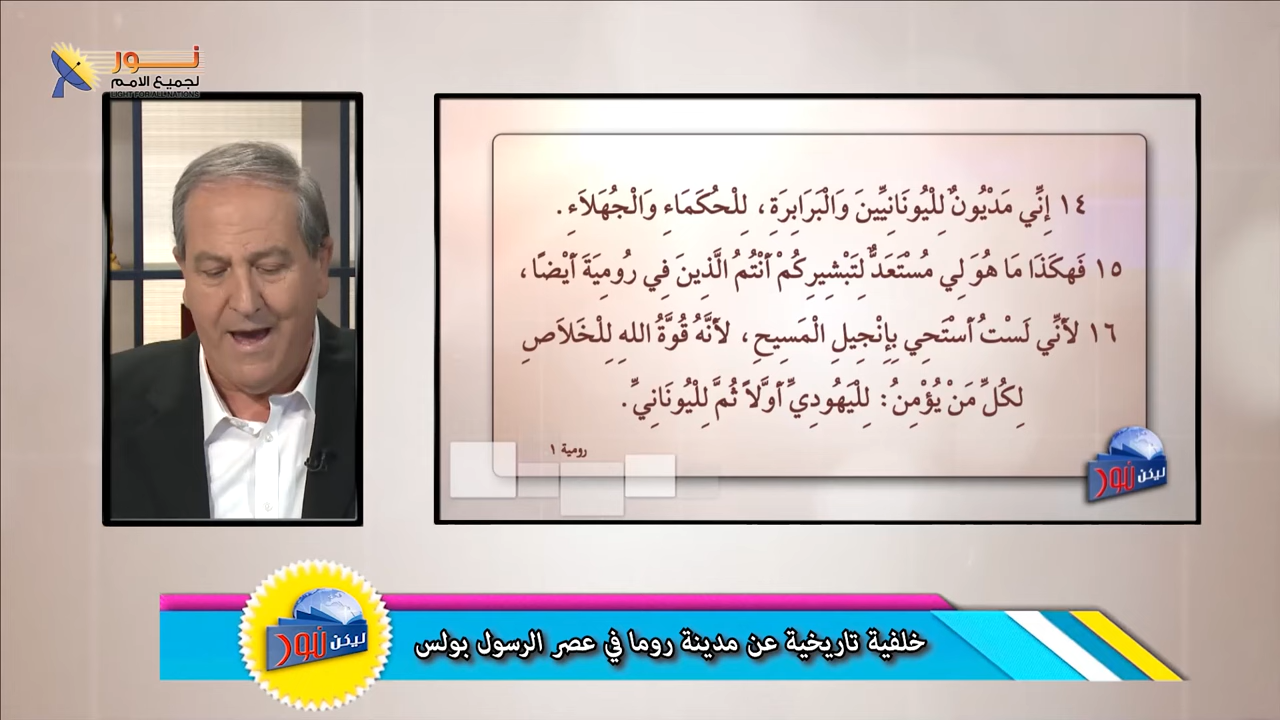 نور
لجميع الامم
LIGHT FOR ALL NATIONS
١٤ إِنِّي مَدْيُونٌ لِلْيُونَانِيِّينَ وَالْبَرَابِرَةِ، لِلْحُكَمَاءِ وَالْجُهَلاَءِ.
١٥ فَهكَذَا مَا هُوَ لِي مُسْتَعَدٌّ لِتَبْشِيرِكُمْ أَنْتُمُ الَّذِينَ فِي رُومِيَةَ أَيْضًا،
١٦ لأَنِّي لَسْتُ أَسْتَحِي بِإِنْجِيلِ الْمَسِيحِ، لأَنَّهُ قُوَّةُ اللهِ لِلْخَلاَصِ
لِكُلِّ مَنْ يُؤْمِنُ: لِلْيَهُودِيِّ أَوَّلاً ثُمَّ لِلْيُونَانِيِّ.
رومية ١
ليكن نور
ليكن نور
خلفية تاريخية عن مدينة روما في عصر الرسول بولس